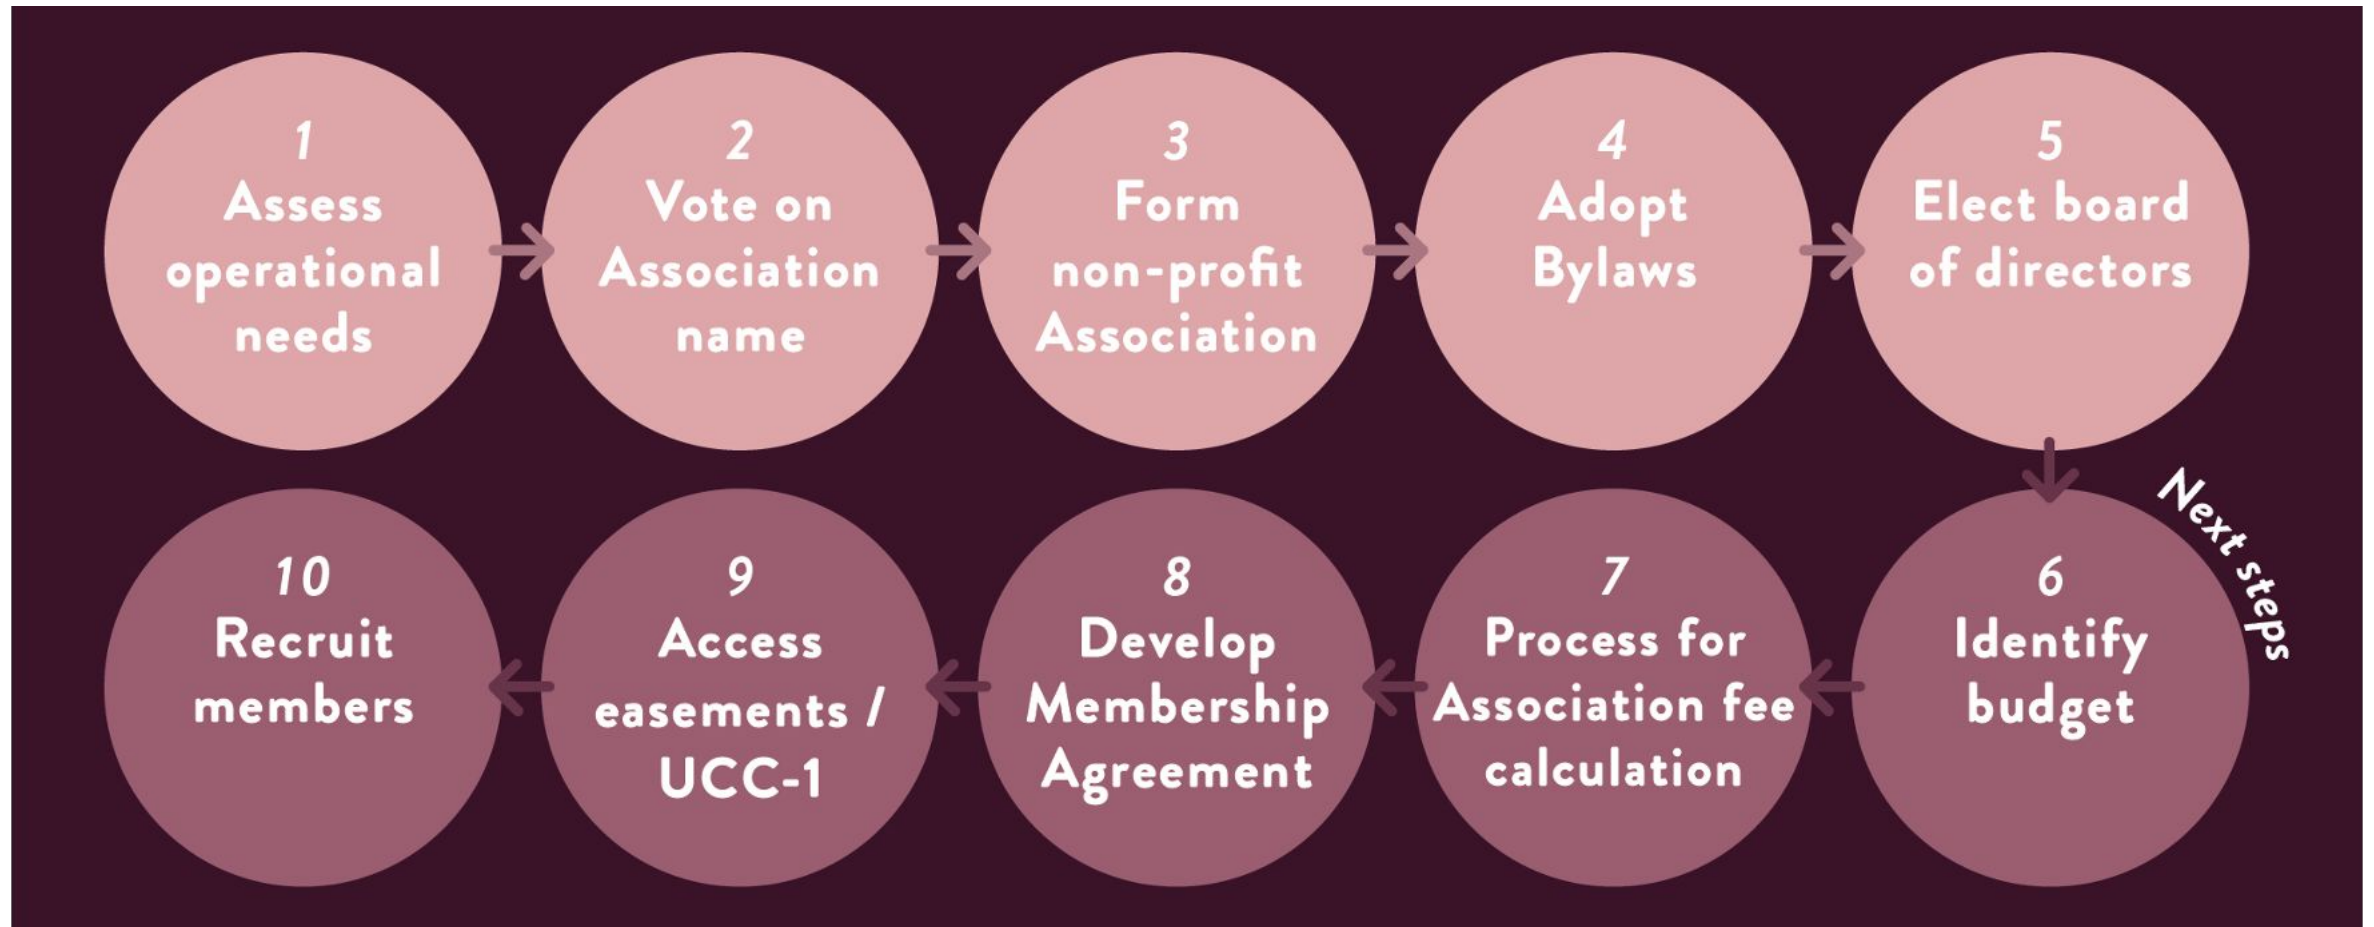 1
Assess
operational
needs
2
Vote on
Association
name
3
Form
non-profit
Association
4
Adopt
Bylaws
5
Elect board
of directors
Next steps
6
Identify
budget
7
Process for
Association fee
calculation
8
Develop
Membership
Agreement
9
Access
easements /
UCC-1
10
Recruit
members